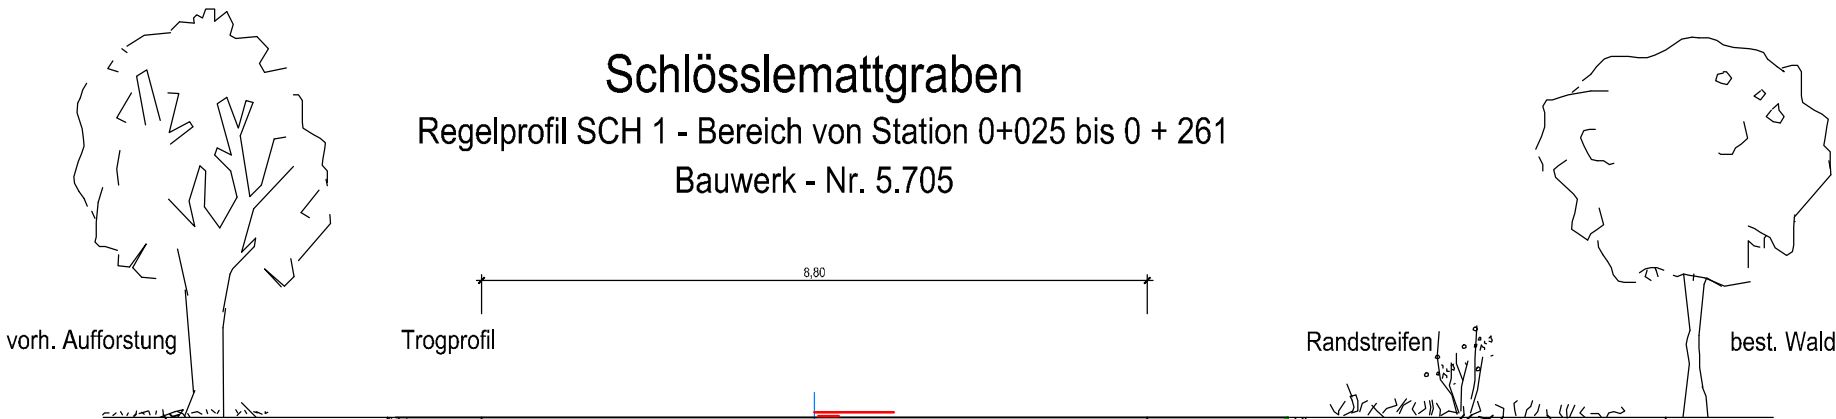 Schlösslemattgraben
Regelprofil SCH 1 - Bereich von Station 0+025 bis 0 + 261
Bauwerk - Nr. 5.705
8,80
vorh. Aufforstung
Trogprofil
Randstreifen
best. Wald